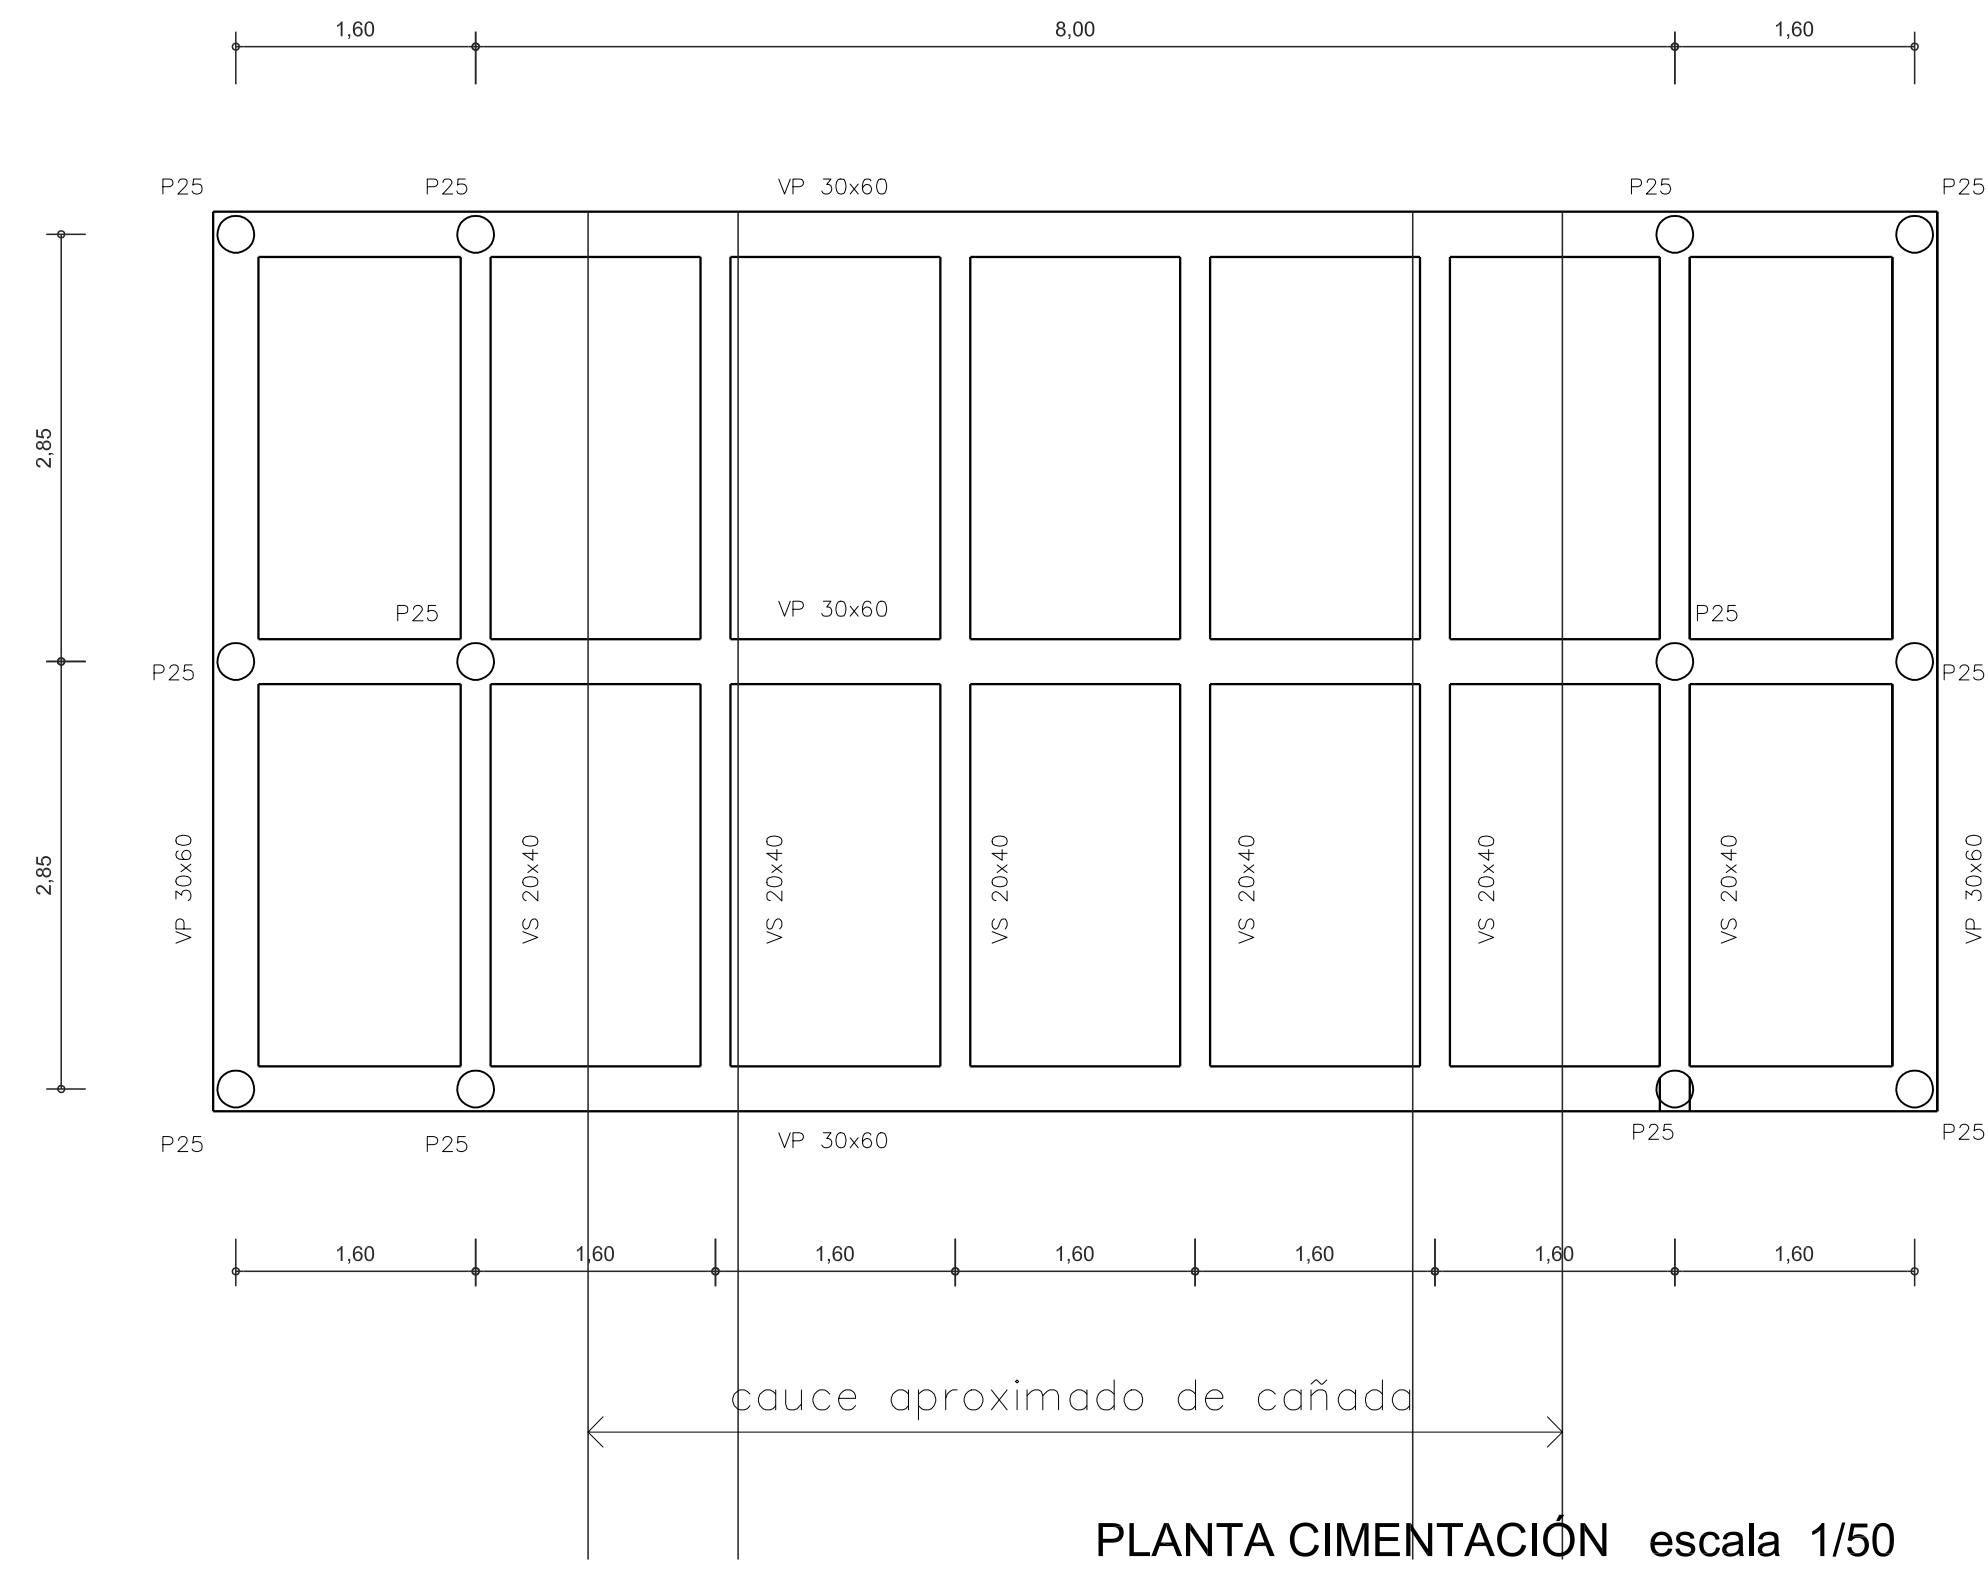 1,60 8,00 1,60
P25 P25 VP 30x60 P25 P25
2,85
P25 VP 30x60 P25
P25 P25
2,85
VP 30x60 VS 20x40 VS 20x40 VS 20x40 VS 20x40 VS 20x40 VS 20x40 VP 30x60
P25 P25 VP 30x60 P25 P25
1,60 1,60 1,60 1,60 1,60 1,60 1,60
cauce aproximado de cañada
PLANTA CIMENTACIÓN escala 1/50